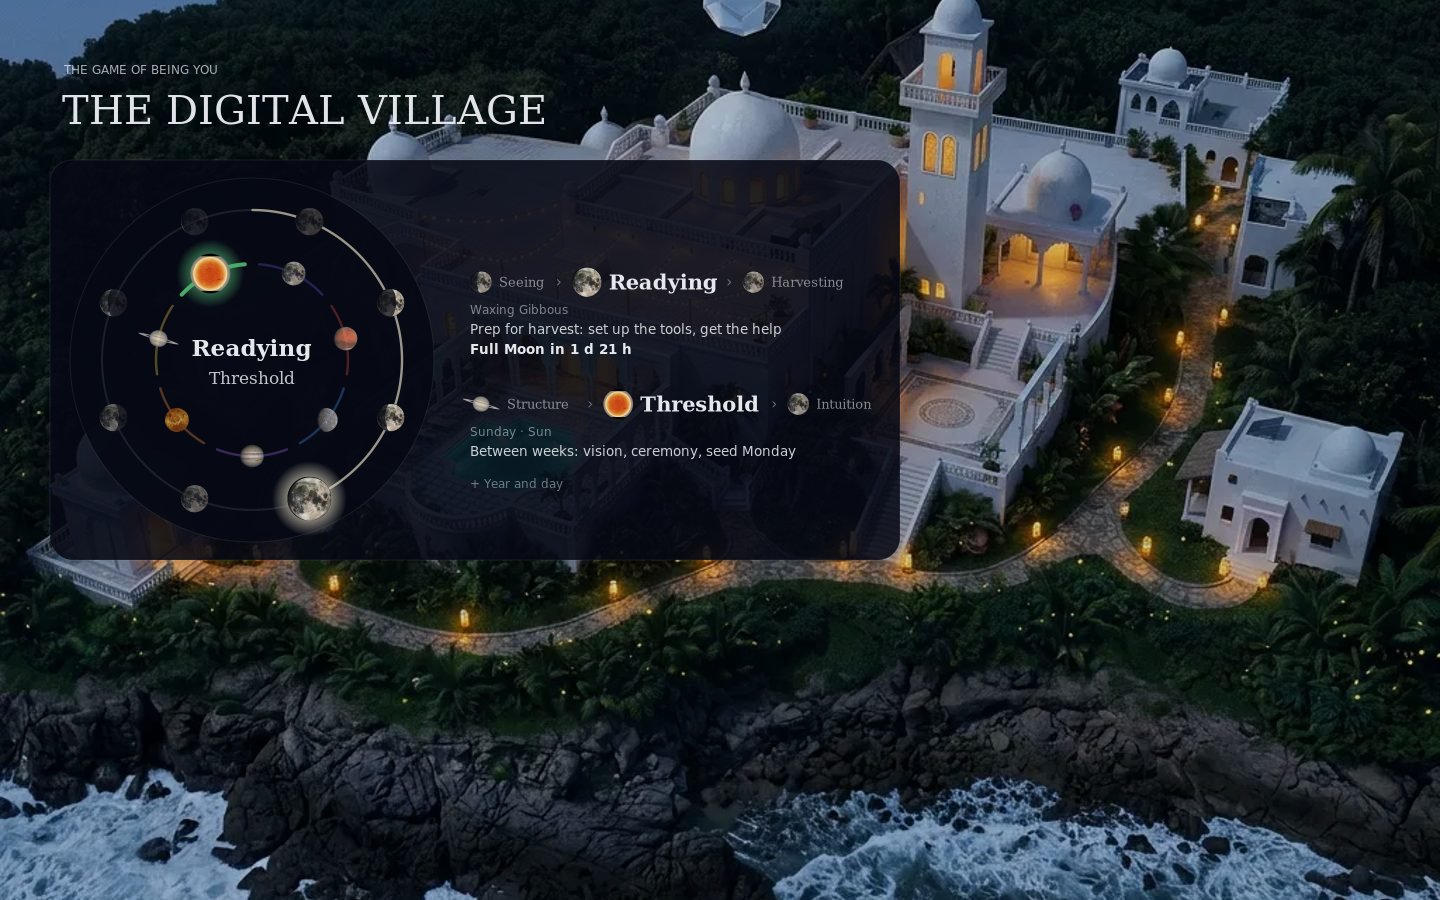 THE GAME OF BEING YOU
THE DIGITAL VILLAGE
Readying
Threshold
Seeing › Readying › Harvesting
Waxing Gibbous
Prep for harvest: set up the tools, get the help
Full Moon in 1 d 21 h
Structure › Threshold › Intuition
Sunday · Sun
Between weeks: vision, ceremony, seed Monday
+ Year and day